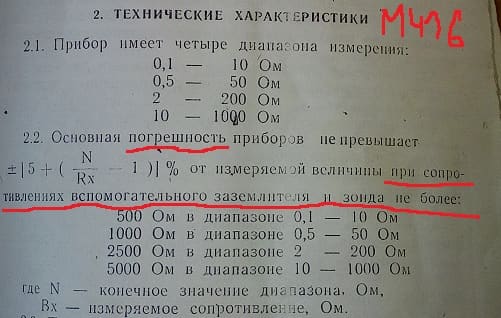 2. ТЕХНИЧЕСКИЕ ХАРАКТЕРИСТИКИ М416
2.1. Прибор имеет четыре диапазона измерения:
0,1 — 10 Ом
0,5 — 50 Ом
2 — 200 Ом
10 — 1000 Ом
2.2. Основная погрешность приборов не превышает
±[5 + ( N/Rx — 1 )] % от измеряемой величины при сопро-
тивлениях вспомогательного заземлителя и зонда не более:
500 Ом в диапазоне 0,1 — 10 Ом
1000 Ом в диапазоне 0,5 — 50 Ом
2500 Ом в диапазоне 2 — 200 Ом
5000 Ом в диапазоне 10 — 1000 Ом
где N — конечное значение диапазона, Ом,
Rx — измеряемое сопротивление, Ом.